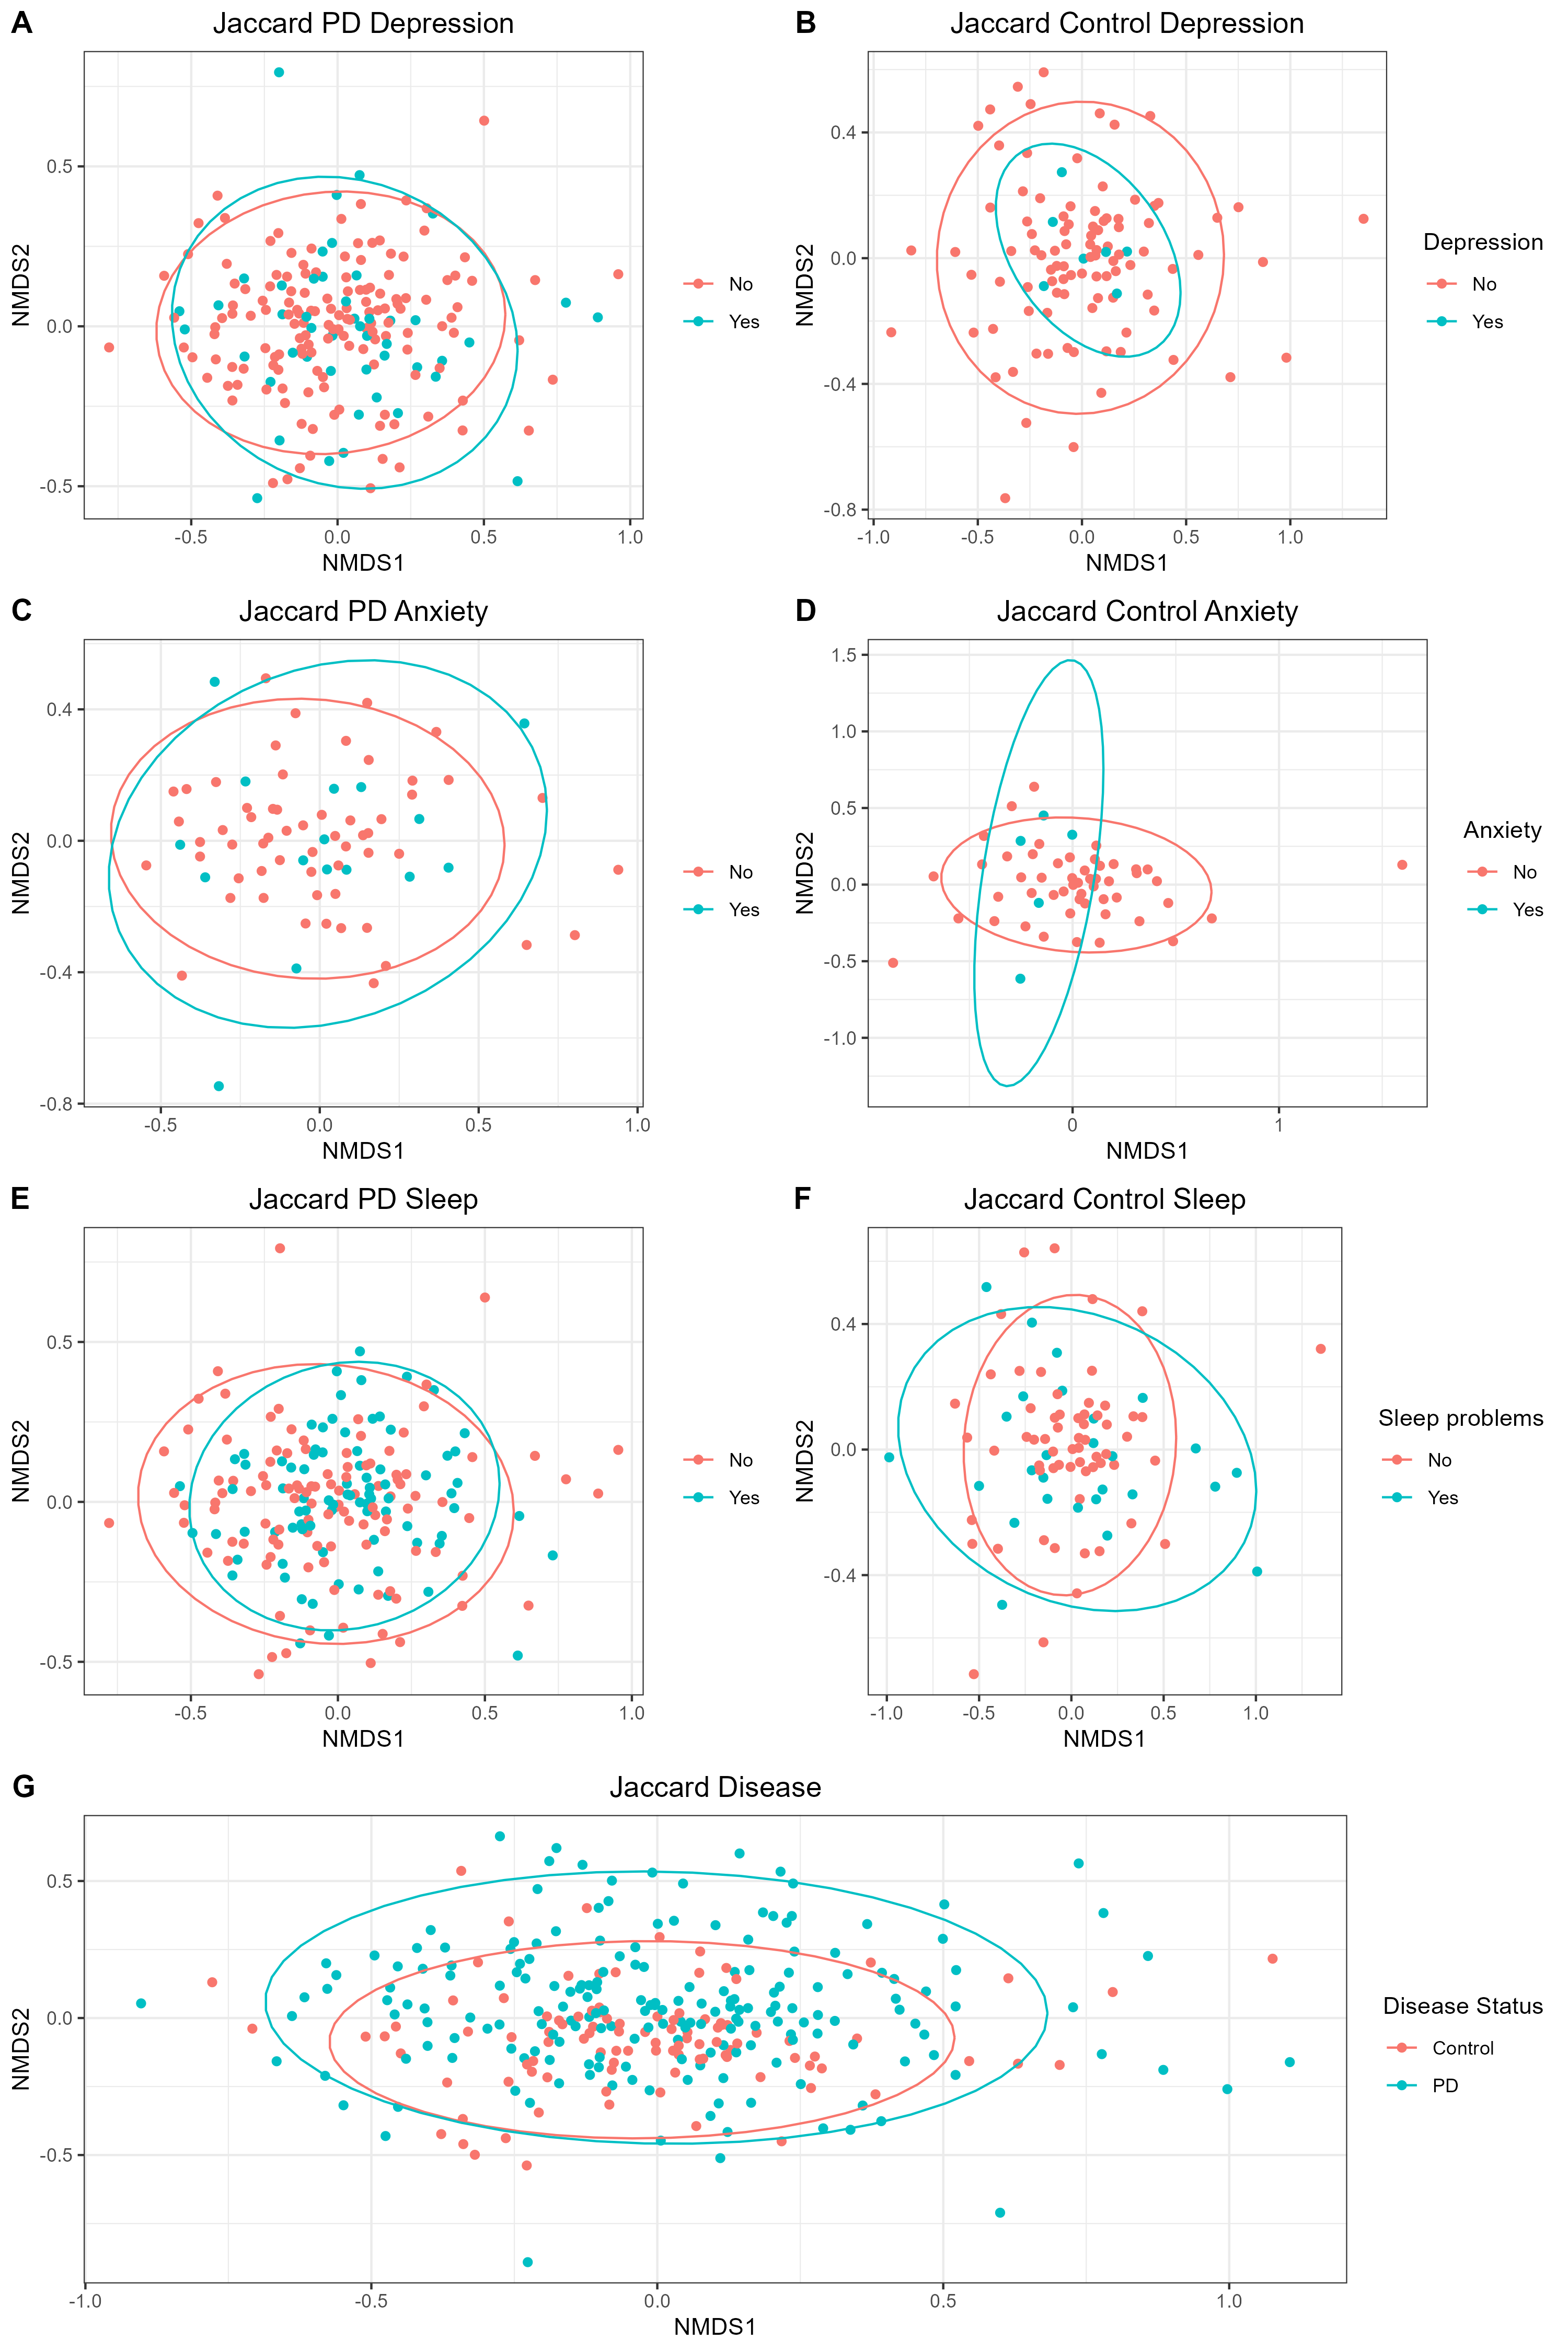 A
Jaccard PD Depression
NMDS2
0.5
0.0
-0.5
-0.5
0.0
0.5
1.0
NMDS1
No
Yes
B
Jaccard Control Depression
NMDS2
0.4
0.0
-0.4
-0.8
-1.0
-0.5
0.0
0.5
1.0
NMDS1
Depression
No
Yes
C
Jaccard PD Anxiety
NMDS2
0.4
0.0
-0.4
-0.8
-0.5
0.0
0.5
1.0
NMDS1
No
Yes
D
Jaccard Control Anxiety
NMDS2
1.5
1.0
0.5
0.0
-0.5
-1.0
0
1
NMDS1
Anxiety
No
Yes
E
Jaccard PD Sleep
NMDS2
0.5
0.0
-0.5
-0.5
0.0
0.5
1.0
NMDS1
No
Yes
F
Jaccard Control Sleep
NMDS2
0.4
0.0
-0.4
-1.0
-0.5
0.0
0.5
1.0
NMDS1
Sleep problems
No
Yes
G
Jaccard Disease
NMDS2
0.5
0.0
-0.5
-1.0
-0.5
0.0
0.5
1.0
NMDS1
Disease Status
Control
PD